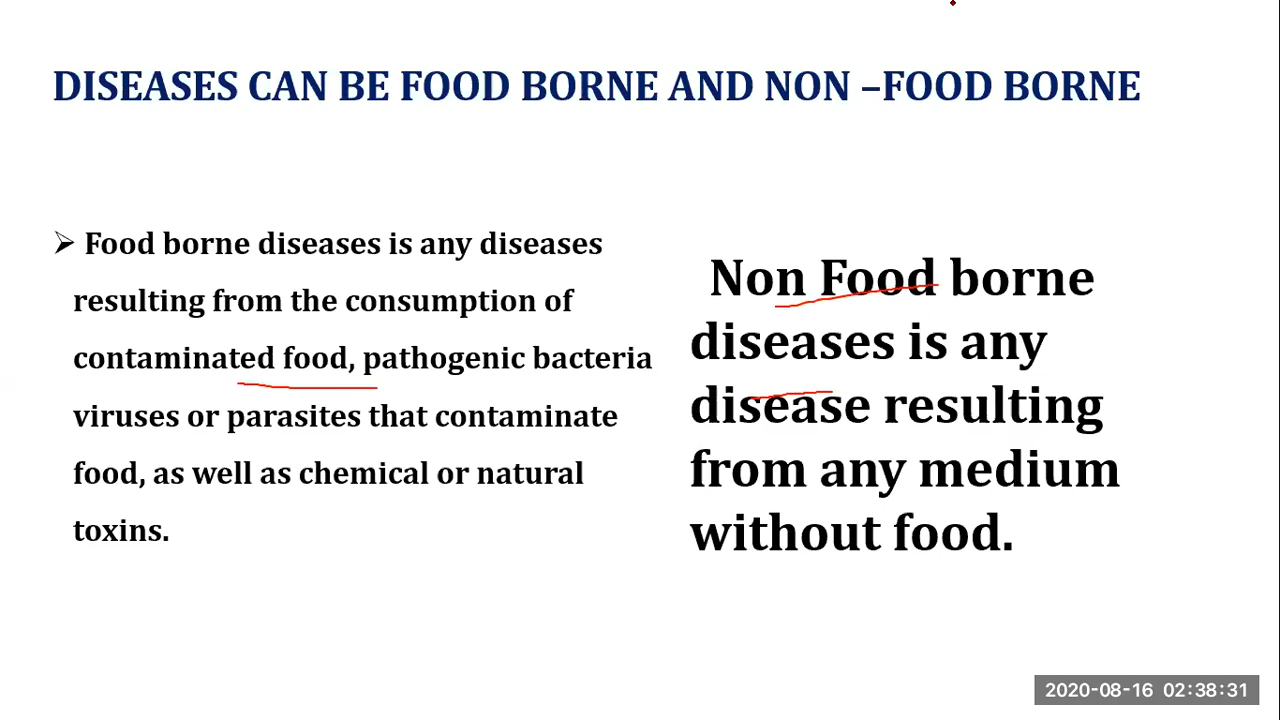 DISEASES CAN BE FOOD BORNE AND NON –FOOD BORNE
➢ Food borne diseases is any diseases
resulting from the consumption of
contaminated food, pathogenic bacteria
viruses or parasites that contaminate
food, as well as chemical or natural
toxins.
Non Food borne
diseases is any
disease resulting
from any medium
without food.
2020-08-16 02:38:31